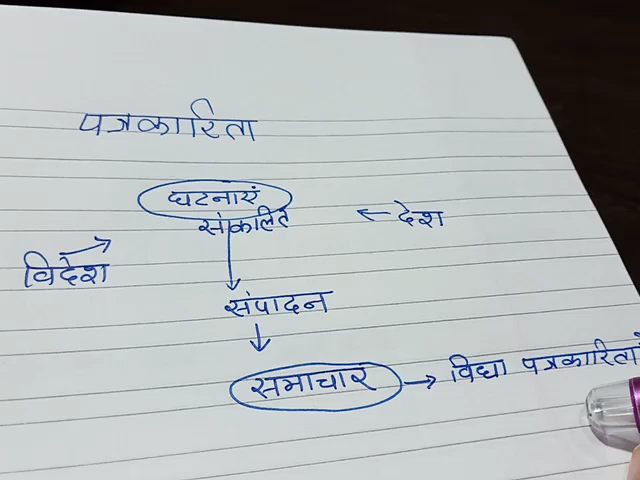 पत्रकारिता
घटनाएं
संकलित
← देश
विदेश →
संपादन
समाचार → विधा पत्रकारिता